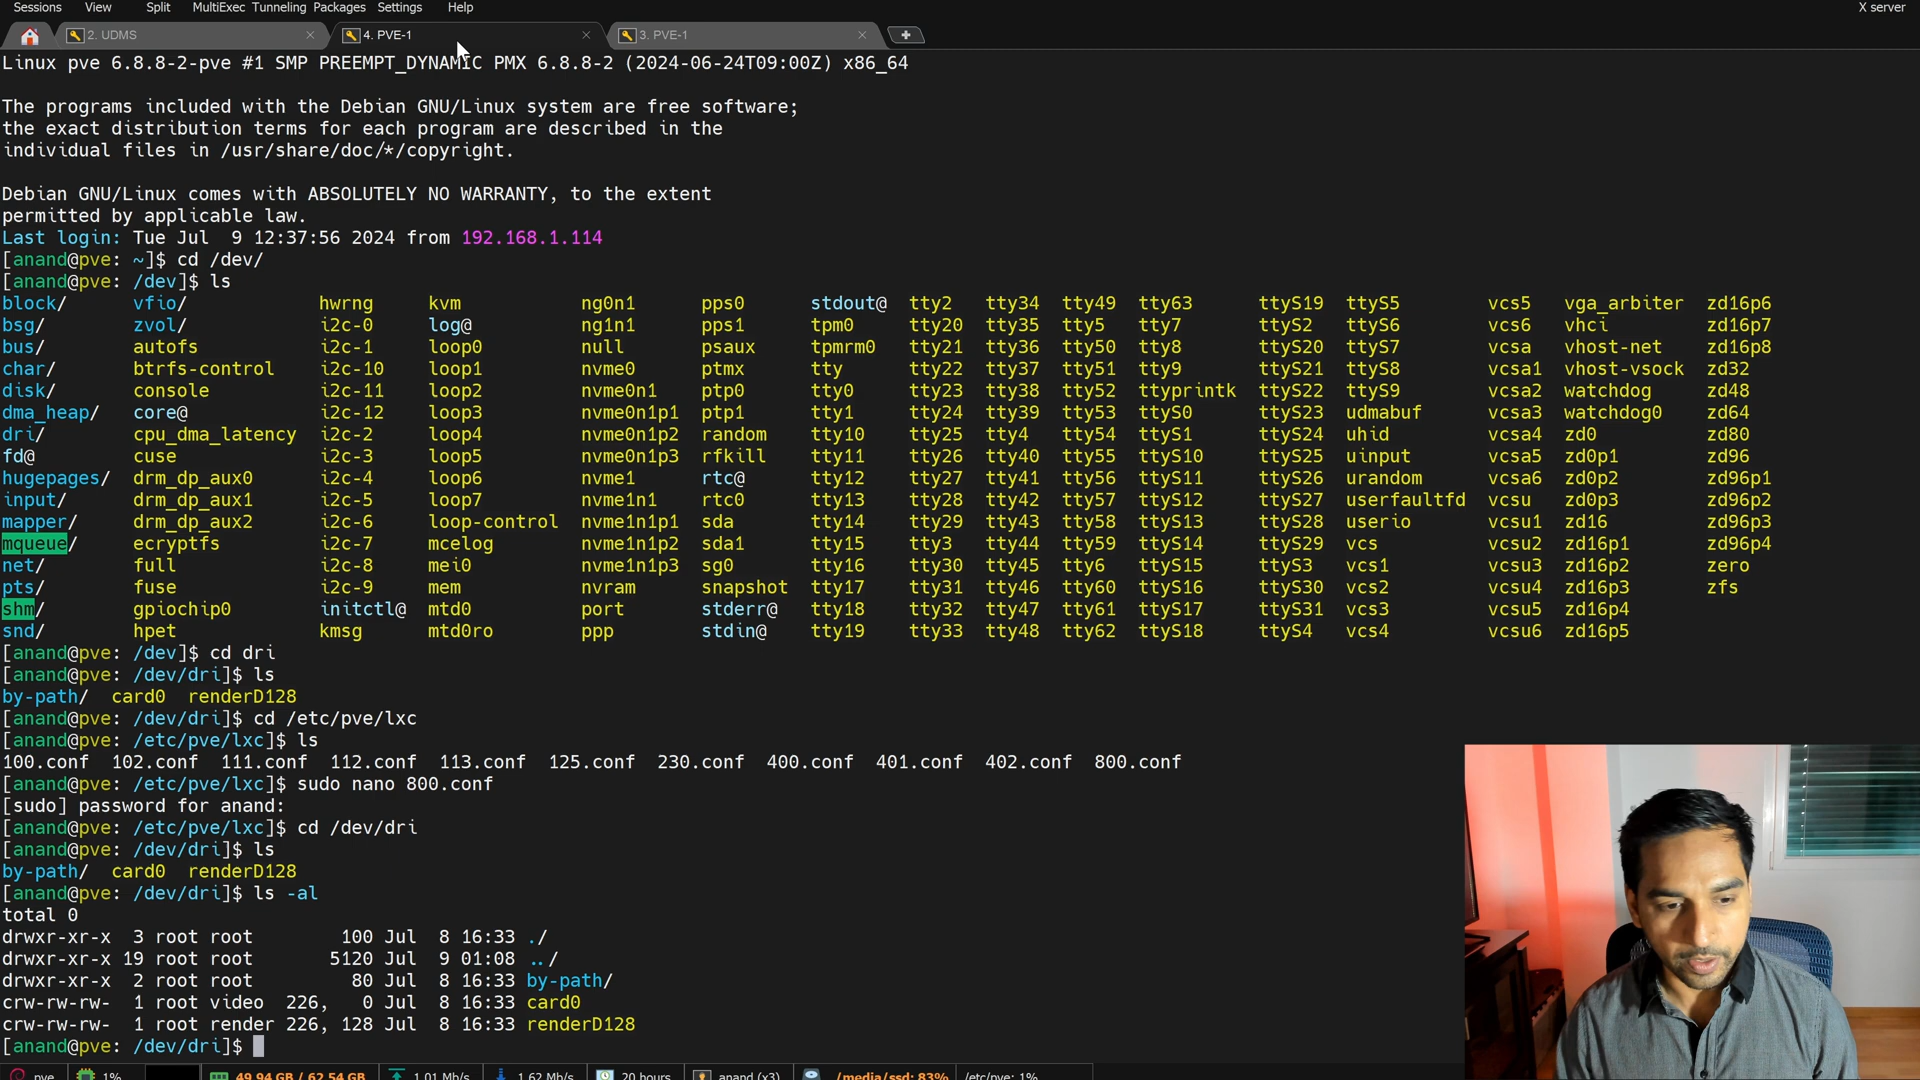 Sessions View Split MultiExec Tunneling Packages Settings Help X server
2. UDMS 4. PVE-1 3. PVE-1
Linux pve 6.8.8-2-pve #1 SMP PREEMPT_DYNAMIC PMX 6.8.8-2 (2024-06-24T09:00Z) x86_64
The programs included with the Debian GNU/Linux system are free software;
the exact distribution terms for each program are described in the
individual files in /usr/share/doc/*/copyright.
Debian GNU/Linux comes with ABSOLUTELY NO WARRANTY, to the extent
permitted by applicable law.
Last login: Tue Jul  9 12:37:56 2024 from 192.168.1.114
[anand@pve: ~]$ cd /dev/
[anand@pve: /dev]$ ls
block/ vfio/ hwrng kvm ng0n1 pps0 stdout@ tty2 tty34 tty49 tty63 ttyS19 ttyS5 vcs5 vga_arbiter zd16p6
bsg/ zvol/ i2c-0 log@ ng1n1 pps1 tpm0 tty20 tty35 tty5 tty7 ttyS2 ttyS6 vcs6 vhci zd16p7
bus/ autofs i2c-1 loop0 null psaux tpmrm0 tty21 tty36 tty50 tty8 ttyS20 ttyS7 vcsa vhost-net zd16p8
char/ btrfs-control i2c-10 loop1 nvme0 ptmx tty tty22 tty37 tty51 tty9 ttyS21 ttyS8 vcsa1 vhost-vsock zd32
disk/ console i2c-11 loop2 nvme0n1 ptp0 tty0 tty23 tty38 tty52 ttyprintk ttyS22 ttyS9 vcsa2 watchdog zd48
dma_heap/ core@ i2c-12 loop3 nvme0n1p1 ptp1 tty1 tty24 tty39 tty53 ttyS0 ttyS23 udmabuf vcsa3 watchdog0 zd64
dri/ cpu_dma_latency i2c-2 loop4 nvme0n1p2 random tty10 tty25 tty4 tty54 ttyS1 ttyS24 uhid vcsa4 zd0 zd80
fd@ cuse i2c-3 loop5 nvme0n1p3 rfkill tty11 tty26 tty40 tty55 ttyS10 ttyS25 uinput vcsa5 zd0p1 zd96
hugepages/ drm_dp_aux0 i2c-4 loop6 nvme1 rtc@ tty12 tty27 tty41 tty56 ttyS11 ttyS26 urandom vcsa6 zd0p2 zd96p1
input/ drm_dp_aux1 i2c-5 loop7 nvme1n1 rtc0 tty13 tty28 tty42 tty57 ttyS12 ttyS27 userfaultfd vcsu zd0p3 zd96p2
mapper/ drm_dp_aux2 i2c-6 loop-control nvme1n1p1 sda tty14 tty29 tty43 tty58 ttyS13 ttyS28 userio vcsu1 zd16 zd96p3
mqueue/ ecryptfs i2c-7 mcelog nvme1n1p2 sda1 tty15 tty3 tty44 tty59 ttyS14 ttyS29 vcs vcsu2 zd16p1 zd96p4
net/ full i2c-8 mei0 nvme1n1p3 sg0 tty16 tty30 tty45 tty6 ttyS15 ttyS3 vcs1 vcsu3 zd16p2 zero
pts/ fuse i2c-9 mem nvram snapshot tty17 tty31 tty46 tty60 ttyS16 ttyS30 vcs2 vcsu4 zd16p3 zfs
shm/ gpiochip0 initctl@ mtd0 port stderr@ tty18 tty32 tty47 tty61 ttyS17 ttyS31 vcs3 vcsu5 zd16p4
snd/ hpet kmsg mtd0ro ppp stdin@ tty19 tty33 tty48 tty62 ttyS18 ttyS4 vcs4 vcsu6 zd16p5
[anand@pve: /dev]$ cd dri
[anand@pve: /dev/dri]$ ls
by-path/  card0  renderD128
[anand@pve: /dev/dri]$ cd /etc/pve/lxc
[anand@pve: /etc/pve/lxc]$ ls
100.conf  102.conf  111.conf  112.conf  113.conf  125.conf  230.conf  400.conf  401.conf  402.conf  800.conf
[anand@pve: /etc/pve/lxc]$ sudo nano 800.conf
[sudo] password for anand:
[anand@pve: /etc/pve/lxc]$ cd /dev/dri
[anand@pve: /dev/dri]$ ls
by-path/  card0  renderD128
[anand@pve: /dev/dri]$ ls -al
total 0
drwxr-xr-x  3 root root        100 Jul  8 16:33 ./
drwxr-xr-x 19 root root       5120 Jul  9 01:08 ../
drwxr-xr-x  2 root root         80 Jul  8 16:33 by-path/
crw-rw-rw-  1 root video  226,   0 Jul  8 16:33 card0
crw-rw-rw-  1 root render 226, 128 Jul  8 16:33 renderD128
[anand@pve: /dev/dri]$
pve 1% 49.94 GB / 62.54 GB 1.01 Mb/s 1.62 Mb/s 20 hours anand (x3) /media/ssd: 83% /etc/pve: 1%